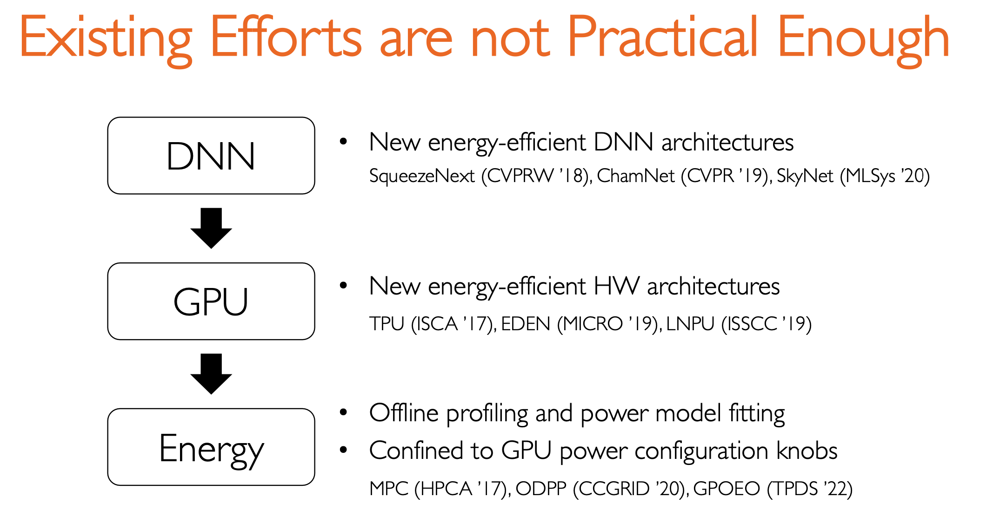 Existing Efforts are not Practical Enough
DNN
• New energy-efficient DNN architectures
SqueezeNext (CVPRW ’18), ChamNet (CVPR ’19), SkyNet (MLSys ’20)
GPU
• New energy-efficient HW architectures
TPU (ISCA ’17), EDEN (MICRO ’19), LNPU (ISSCC ’19)
Energy
• Offline profiling and power model fitting
• Confined to GPU power configuration knobs
MPC (HPCA ’17), ODPP (CCGRID ’20), GPOEO (TPDS ’22)